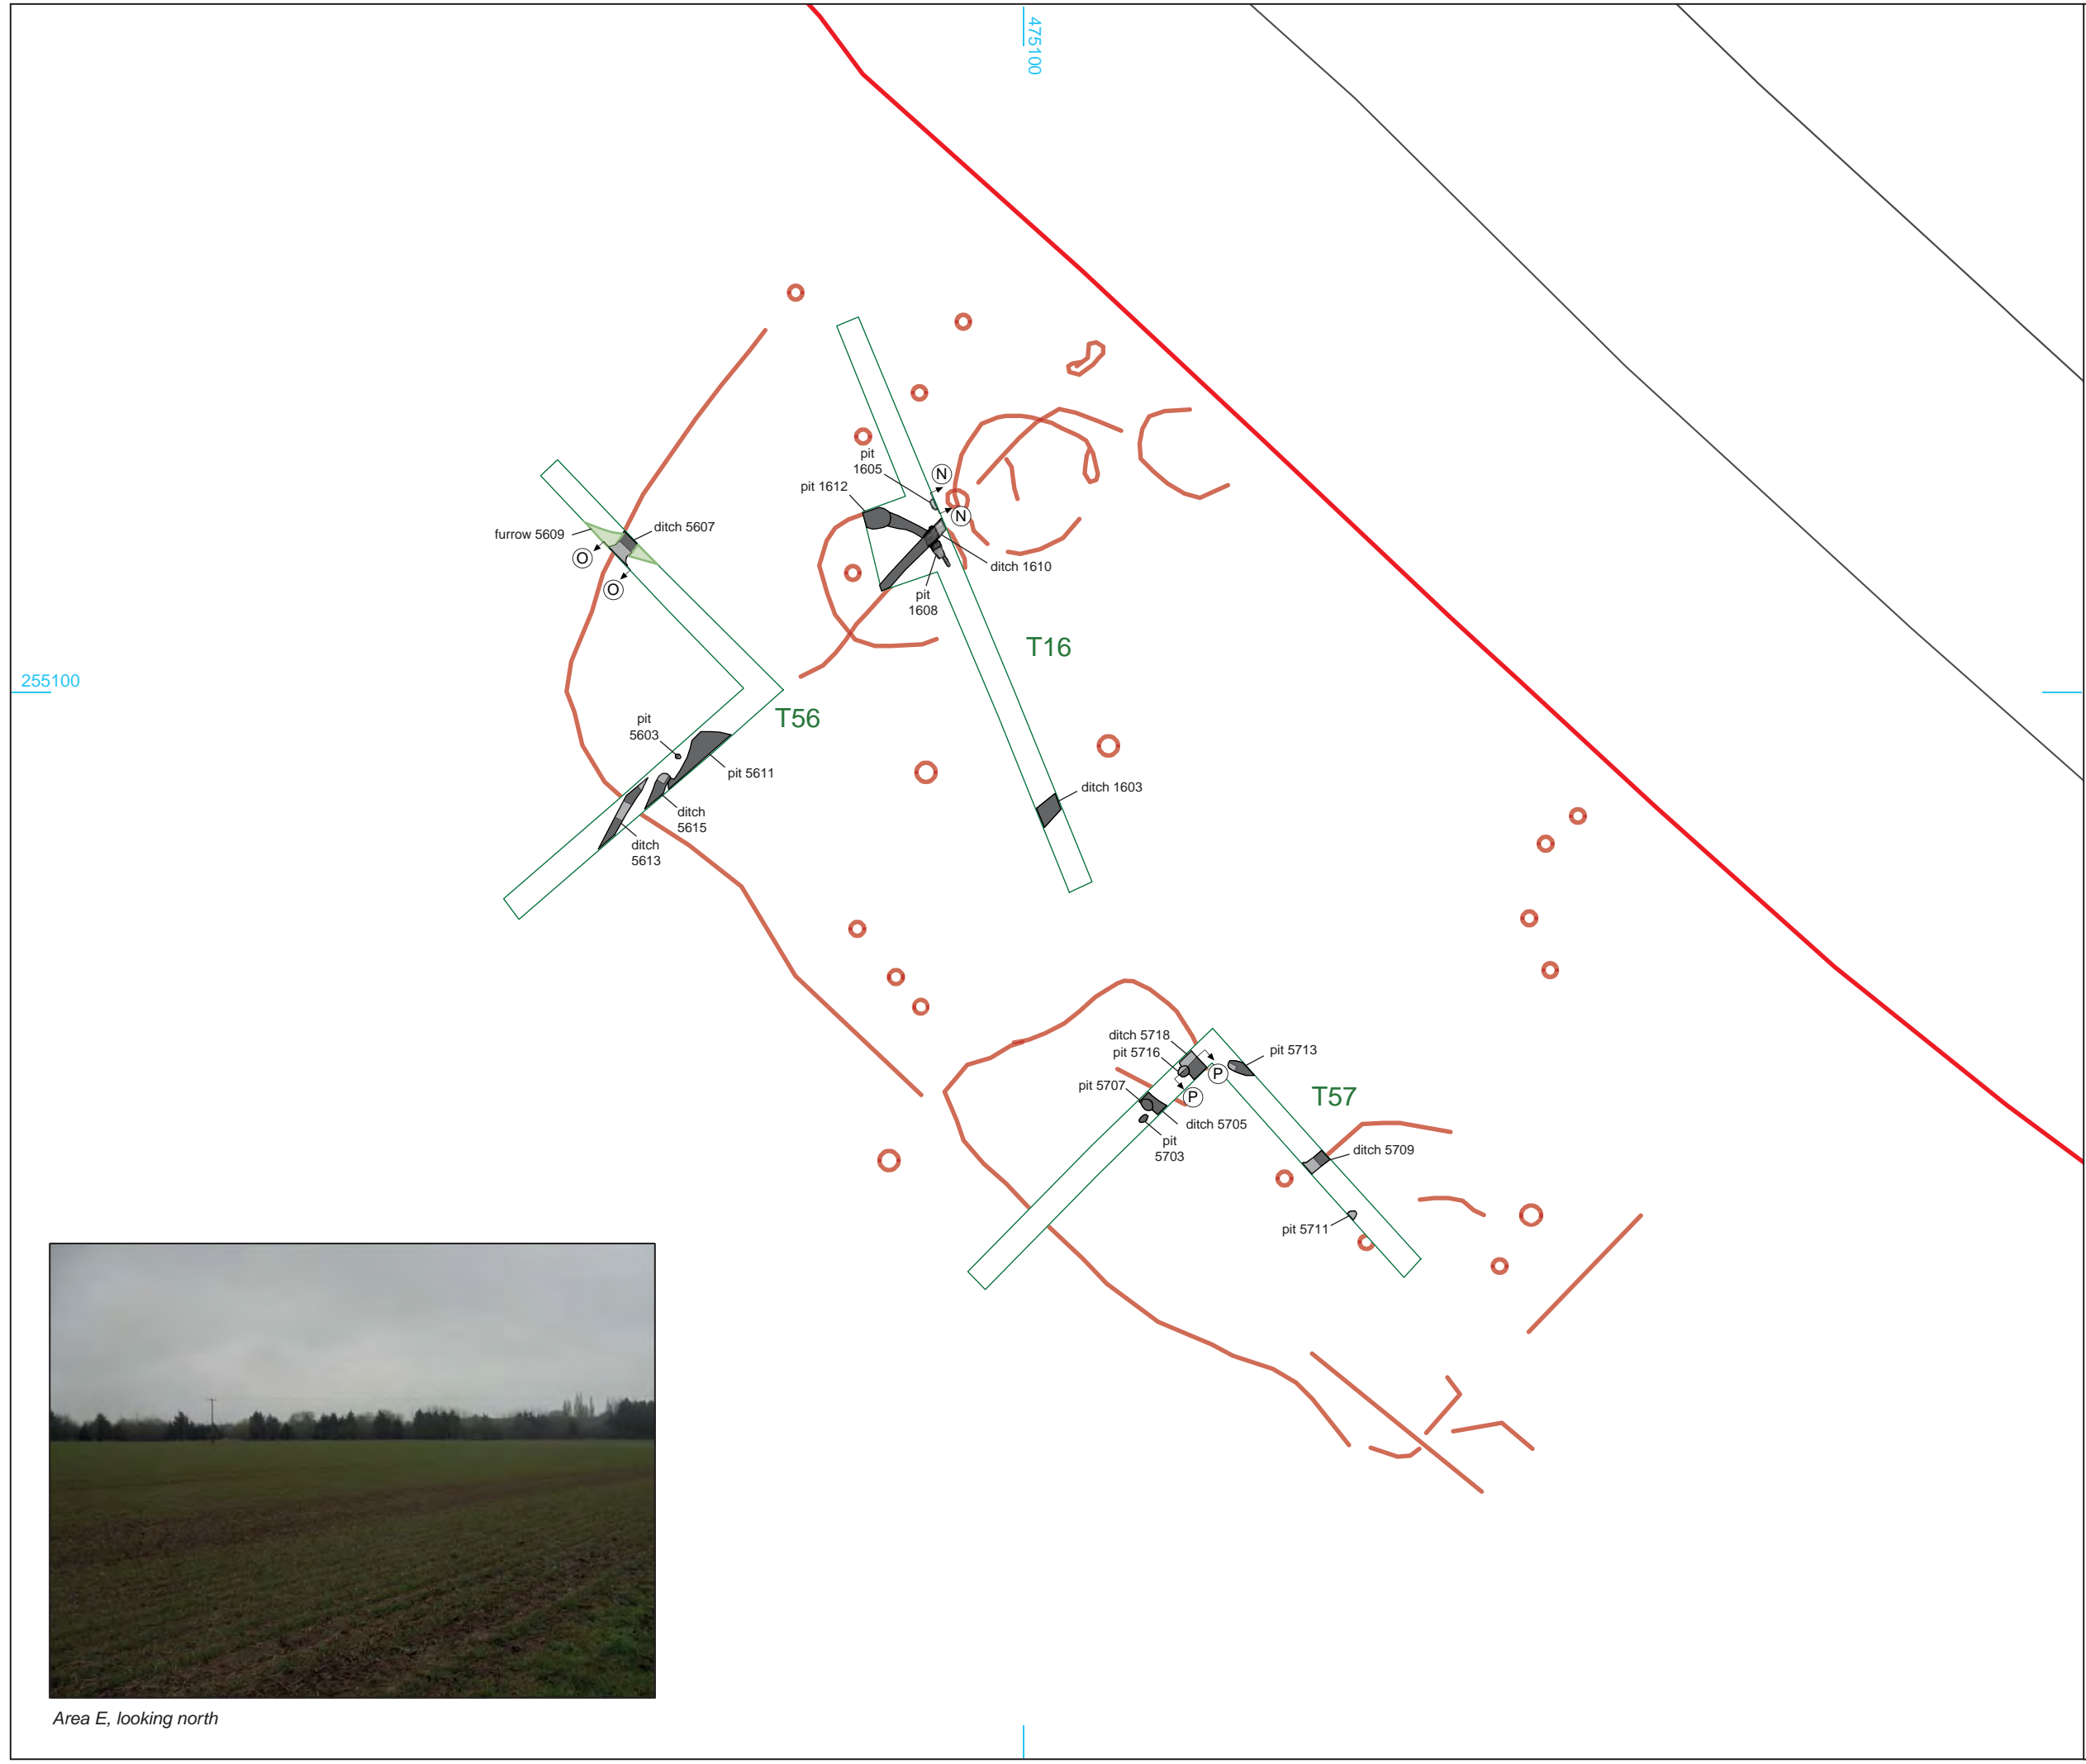 475100
pit
1605
N
pit 1612
N
furrow 5609
ditch 5607
O
O
ditch 1610
pit
1608
T16
255100
pit
5603
T56
pit 5611
ditch 1603
ditch
5615
ditch
5613
ditch 5718
pit 5716
pit 5713
P
pit 5707
P
T57
ditch 5705
pit
5703
ditch 5709
pit 5711
Area E, looking north